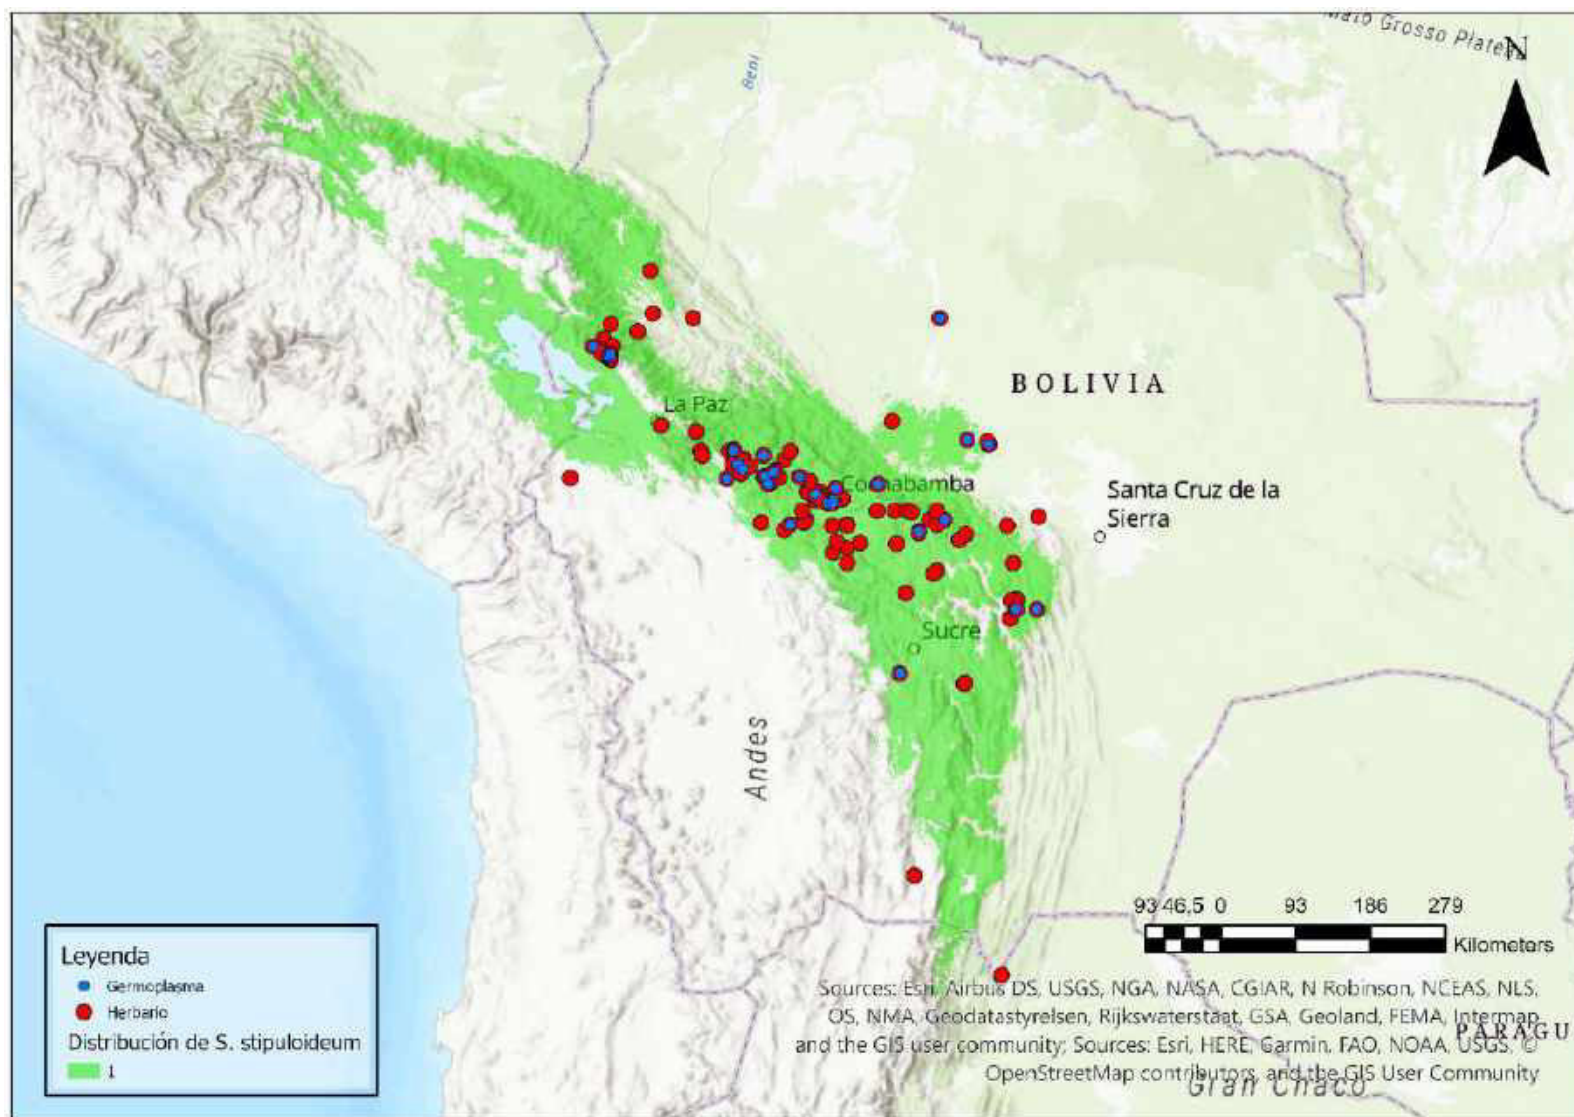 Mato Grosso Plateau
N
Beni
BOLIVIA
La Paz
Cochabamba
Santa Cruz de la
Sierra
Sucre
Andes
93 46,5 0 93 186 279
Kilometers
Leyenda
Germoplasma
Herbario
Distribución de S. stipuloideum
1
Sources: Esri, Airbus DS, USGS, NGA, NASA, CGIAR, N Robinson, NCEAS, NLS,
OS, NMA, Geodatastyrelsen, Rijkswaterstaat, GSA, Geoland, FEMA, Intermap
and the GIS user community; Sources: Esri, HERE, Garmin, FAO, NOAA, USGS, ©
OpenStreetMap contributors, and the GIS User Community
PARAGU
Gran Chaco